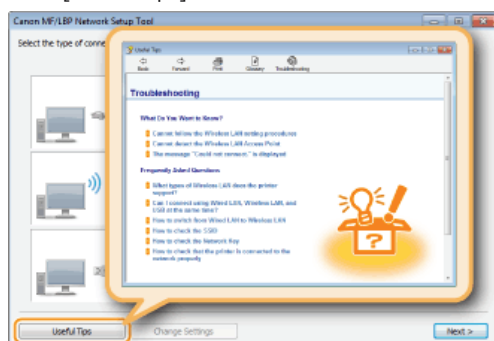 Canon MF/LBP Network Setup Tool
Select the type of conne
Useful Tips
Back Forward Print Glossary Troubleshooting
Troubleshooting
What Do You Want to Know?
Cannot follow the Wireless LAN setting procedures
Cannot detect the Wireless LAN Access Point
The message "Could not connect." is displayed
Frequently Asked Questions
What types of Wireless LAN does the printer
support?
Can I connect using Wired LAN, Wireless LAN, and
USB at the same time?
How to switch from Wired LAN to Wireless LAN
How to check the SSID
How to check the Network Key
How to check that the printer is connected to the
network properly
?
Useful Tips
Change Settings
Next >